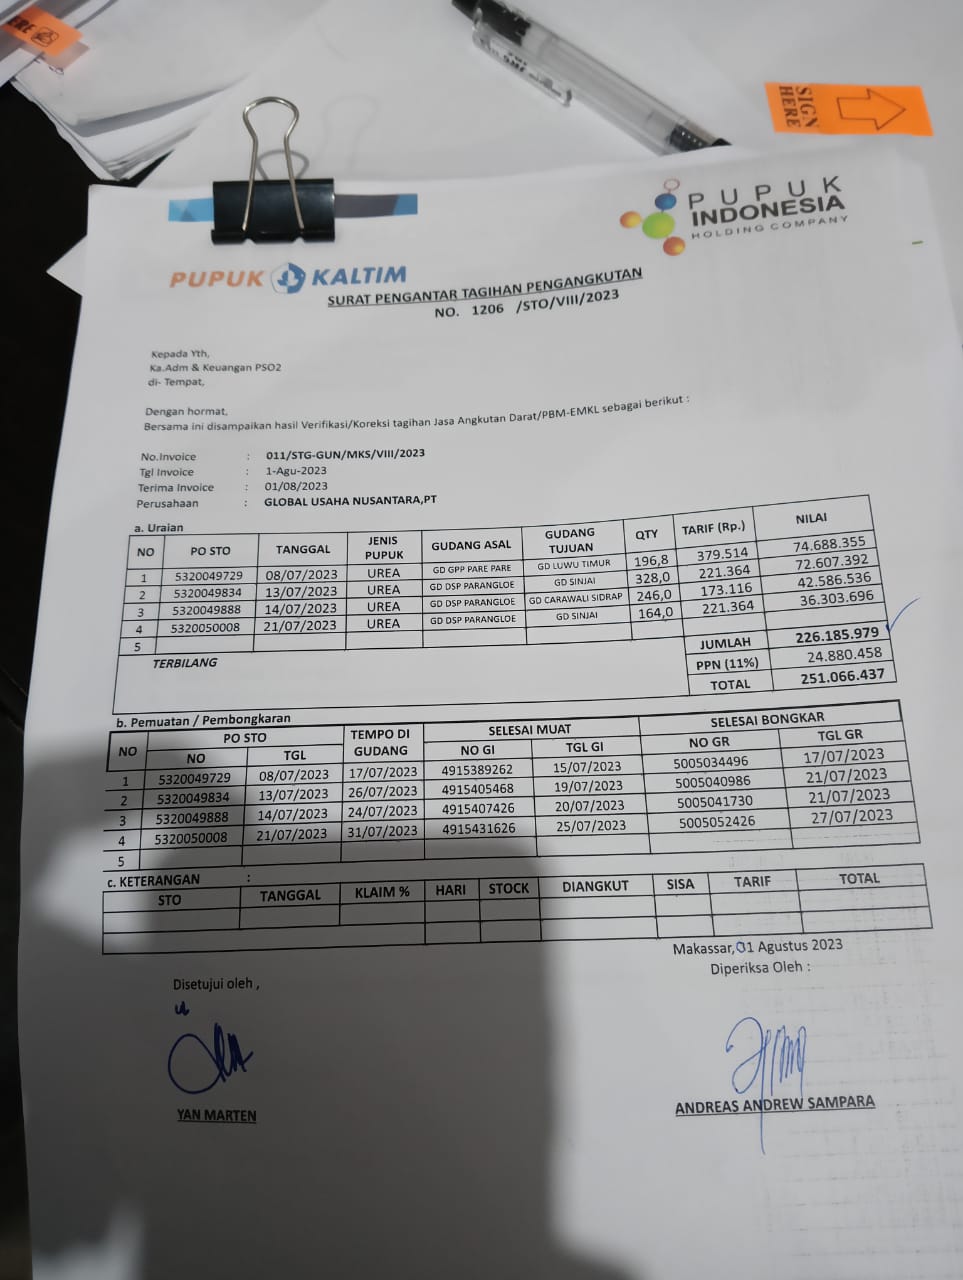 HERE
SIGN
HERE
PUPUK
INDONESIA
HOLDING COMPANY
PUPUK KALTIM
SURAT PENGANTAR TAGIHAN PENGANGKUTAN
NO. 1206 /STO/VIII/2023
Kepada Yth,
Ka.Adm & Keuangan PSO2
di- Tempat,
Dengan hormat,
Bersama ini disampaikan hasil Verifikasi/Koreksi tagihan Jasa Angkutan Darat/PBM-EMKL sebagai berikut :
No.Invoice : 011/STG-GUN/MKS/VIII/2023
Tgl Invoice : 1-Agu-2023
Terima Invoice : 01/08/2023
Perusahaan : GLOBAL USAHA NUSANTARA,PT
a. Uraian
NO PO STO TANGGAL JENIS PUPUK GUDANG ASAL GUDANG TUJUAN QTY TARIF (Rp.) NILAI
1 5320049729 08/07/2023 UREA GD GPP PARE PARE GD LUWU TIMUR 196,8 379.514 74.688.355
2 5320049834 13/07/2023 UREA GD DSP PARANGLOE GD SINJAI 328,0 221.364 72.607.392
3 5320049888 14/07/2023 UREA GD DSP PARANGLOE GD CARAWALI SIDRAP 246,0 173.116 42.586.536
4 5320050008 21/07/2023 UREA GD DSP PARANGLOE GD SINJAI 164,0 221.364 36.303.696
5
TERBILANG
JUMLAH 226.185.979
PPN (11%) 24.880.458
TOTAL 251.066.437
b. Pemuatan / Pembongkaran
NO PO STO TEMPO DI GUDANG SELESAI MUAT SELESAI BONGKAR
NO TGL NO GI TGL GI NO GR TGL GR
1 5320049729 08/07/2023 17/07/2023 4915389262 15/07/2023 5005034496 17/07/2023
2 5320049834 13/07/2023 26/07/2023 4915405468 19/07/2023 5005040986 21/07/2023
3 5320049888 14/07/2023 24/07/2023 4915407426 20/07/2023 5005041730 21/07/2023
4 5320050008 21/07/2023 31/07/2023 4915431626 25/07/2023 5005052426 27/07/2023
5
c. KETERANGAN :
STO TANGGAL KLAIM % HARI STOCK DIANGKUT SISA TARIF TOTAL
Makassar, 01 Agustus 2023
Disetujui oleh ,
Diperiksa Oleh :
YAN MARTEN
ANDREAS ANDREW SAMPARA